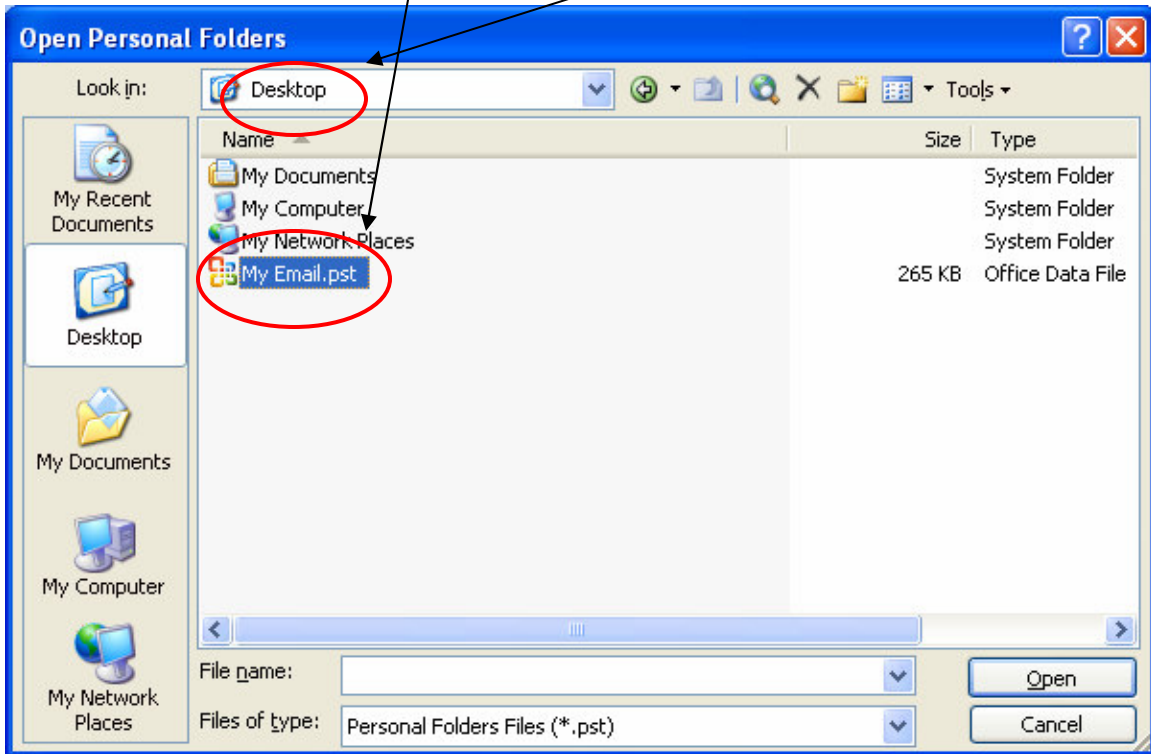 Open Personal Folders
Look in: Desktop Tools
Name Size Type
My Documents System Folder
My Computer System Folder
My Network Places System Folder
My Email.pst 265 KB Office Data File
My Recent
Documents
Desktop
My Documents
My Computer
My Network
Places
File name: Open
Files of type: Personal Folders Files (*.pst) Cancel